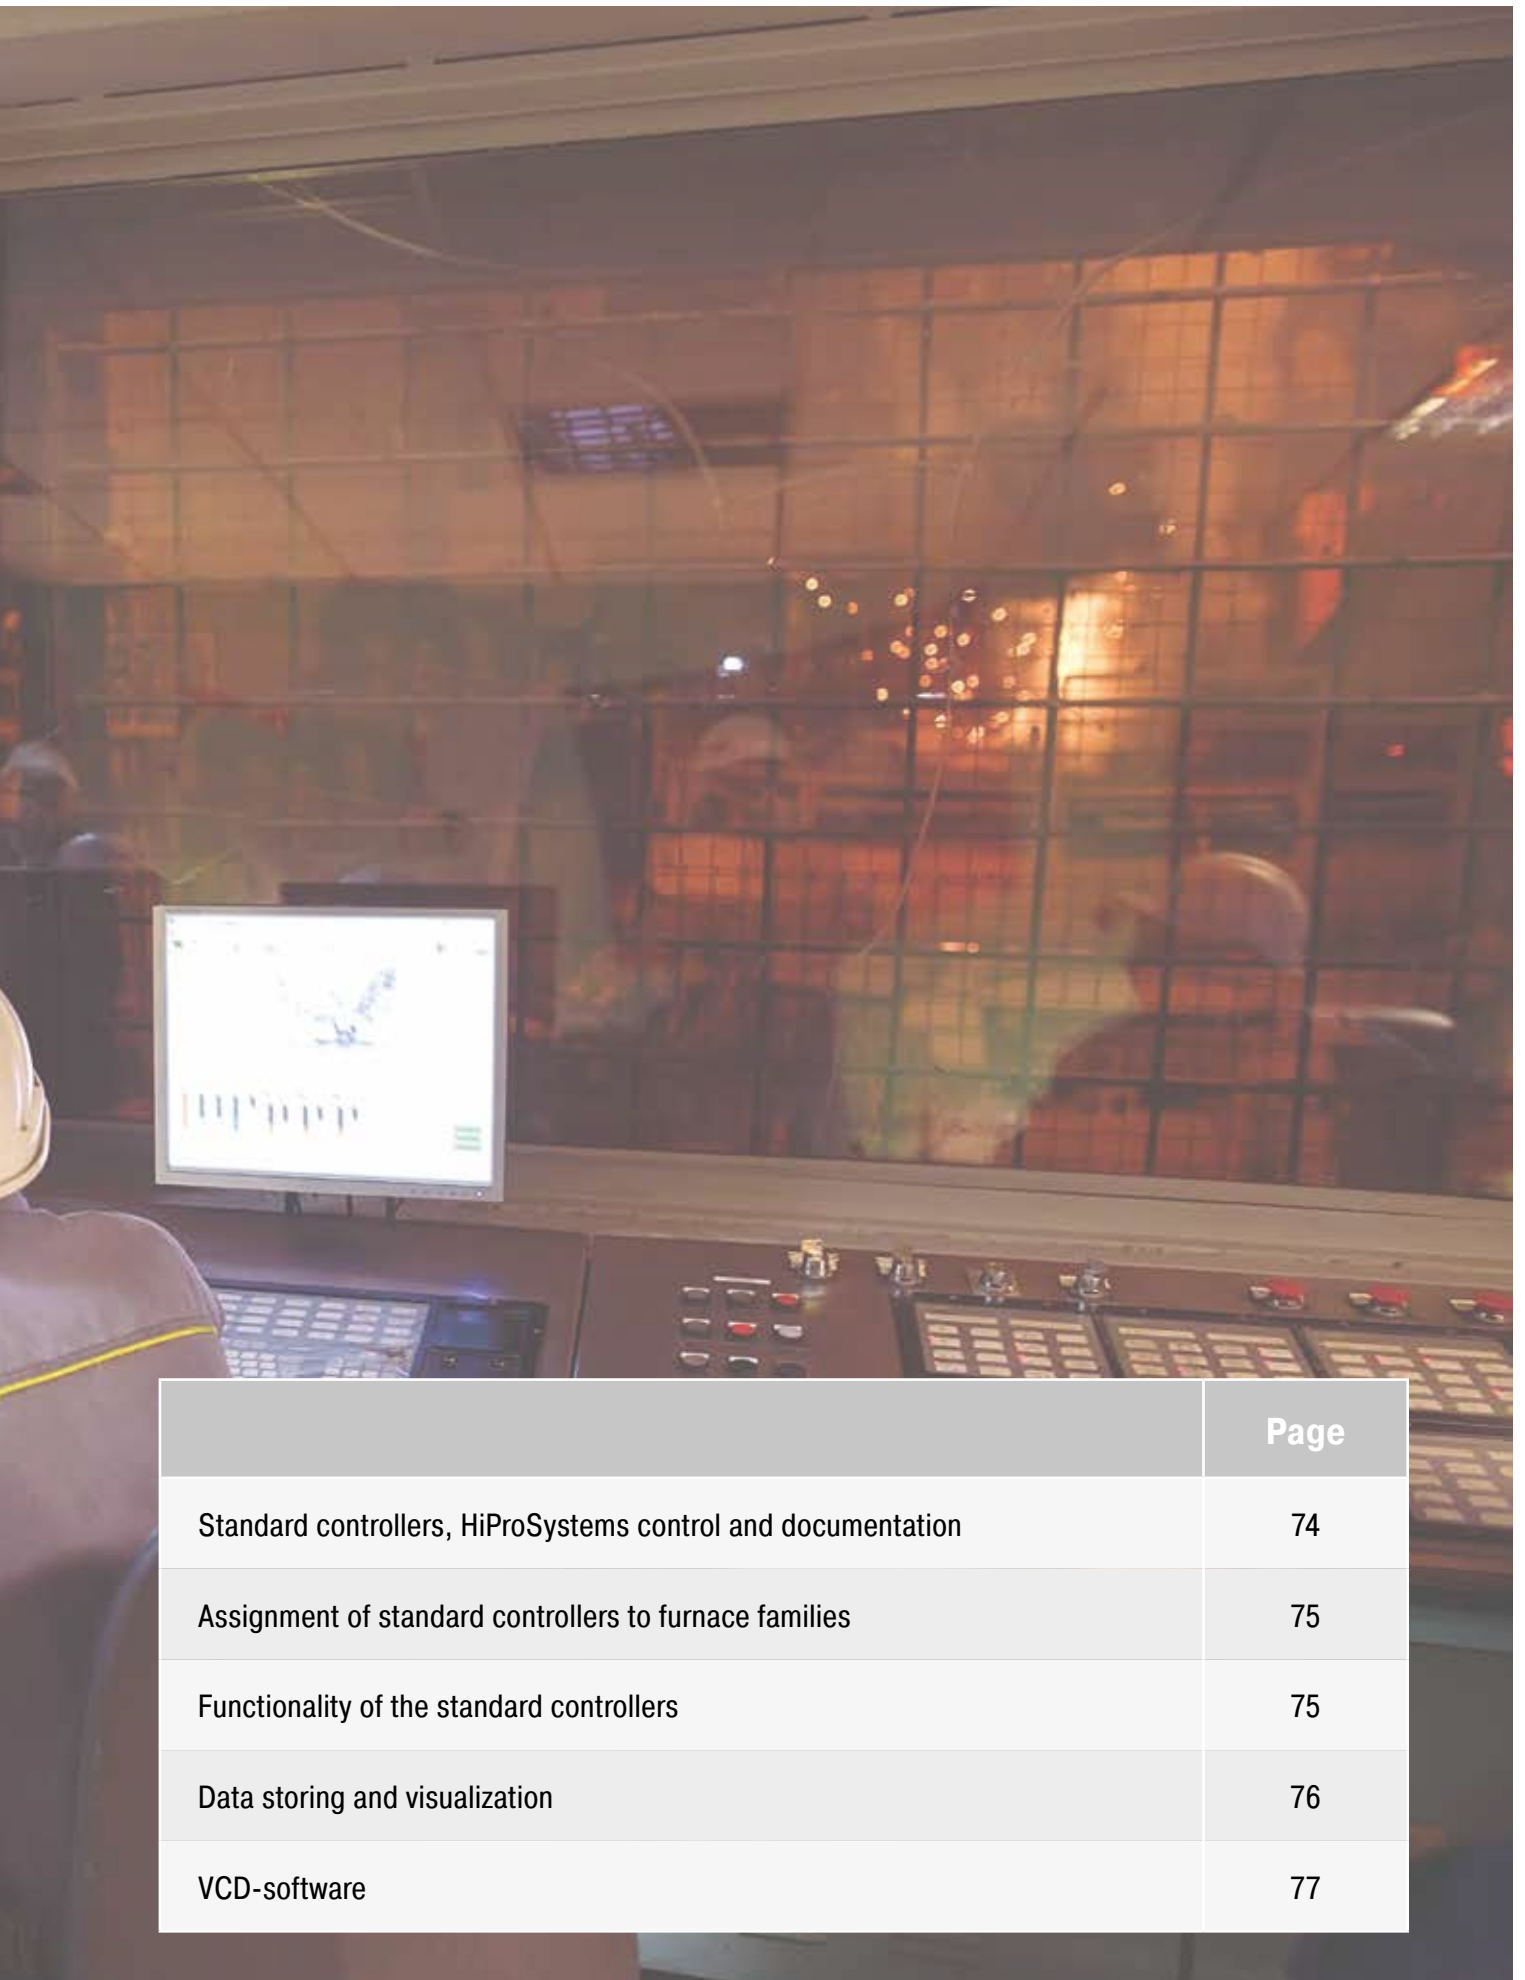 Page
Standard controllers, HiProSystems control and documentation 74
Assignment of standard controllers to furnace families 75
Functionality of the standard controllers 75
Data storing and visualization 76
VCD-software 77